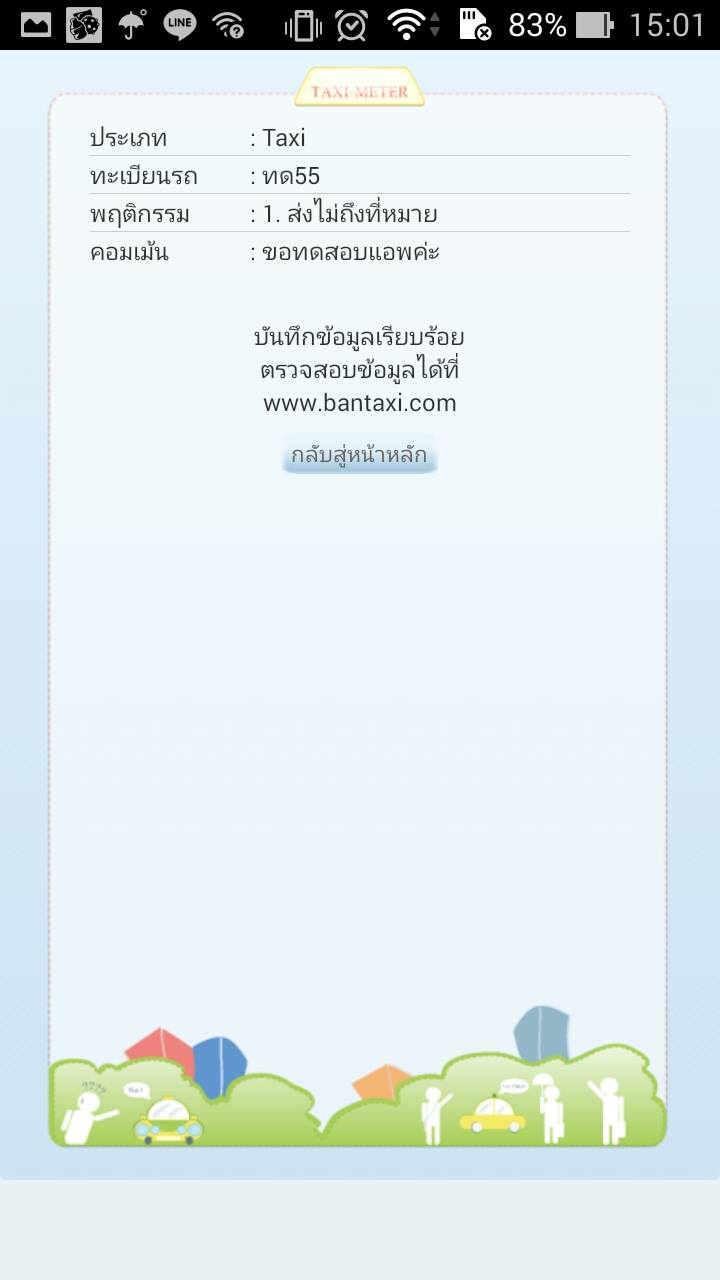 LINE
83%
15:01
TAXI-METER
ประเภท : Taxi
ทะเบียนรถ : ทด55
พฤติกรรม : 1. ส่งไม่ถึงที่หมาย
คอมเม้น : ขอทดสอบแอพค่ะ
บันทึกข้อมูลเรียบร้อย
ตรวจสอบข้อมูลได้ที่
www.bantaxi.com
กลับสู่หน้าหลัก